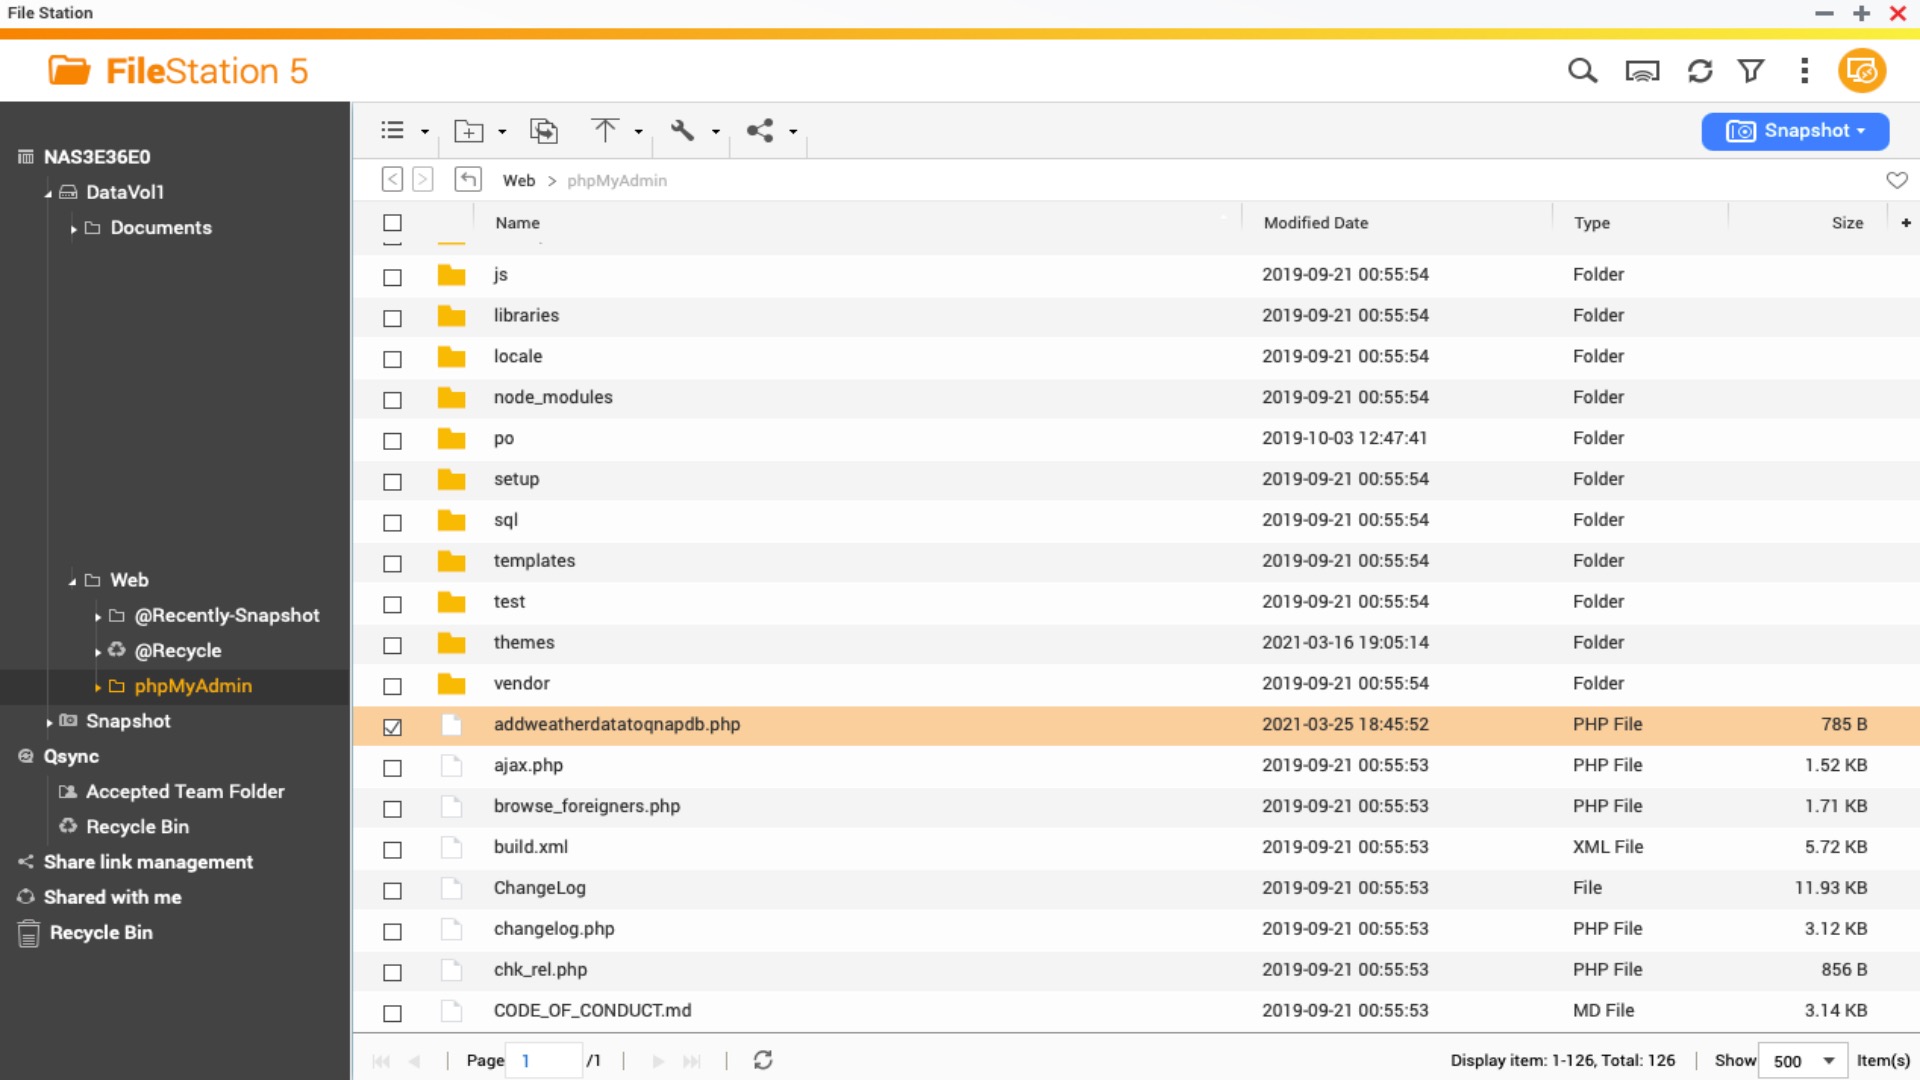 File Station
FileStation 5
Snapshot
NAS3E36E0
DataVol1
Documents
Web
@Recently-Snapshot
@Recycle
phpMyAdmin
Snapshot
Qsync
Accepted Team Folder
Recycle Bin
Share link management
Shared with me
Recycle Bin
Web > phpMyAdmin
Name Modified Date Type Size +
js 2019-09-21 00:55:54 Folder
libraries 2019-09-21 00:55:54 Folder
locale 2019-09-21 00:55:54 Folder
node_modules 2019-09-21 00:55:54 Folder
po 2019-10-03 12:47:41 Folder
setup 2019-09-21 00:55:54 Folder
sql 2019-09-21 00:55:54 Folder
templates 2019-09-21 00:55:54 Folder
test 2019-09-21 00:55:54 Folder
themes 2021-03-16 19:05:14 Folder
vendor 2019-09-21 00:55:54 Folder
addweatherdatatoqnapdb.php 2021-03-25 18:45:52 PHP File 785 B
ajax.php 2019-09-21 00:55:53 PHP File 1.52 KB
browse_foreigners.php 2019-09-21 00:55:53 PHP File 1.71 KB
build.xml 2019-09-21 00:55:53 XML File 5.72 KB
ChangeLog 2019-09-21 00:55:53 File 11.93 KB
changelog.php 2019-09-21 00:55:53 PHP File 3.12 KB
chk_rel.php 2019-09-21 00:55:53 PHP File 856 B
CODE_OF_CONDUCT.md 2019-09-21 00:55:53 MD File 3.14 KB
Page 1 /1 Display item: 1-126, Total: 126 Show 500 Item(s)